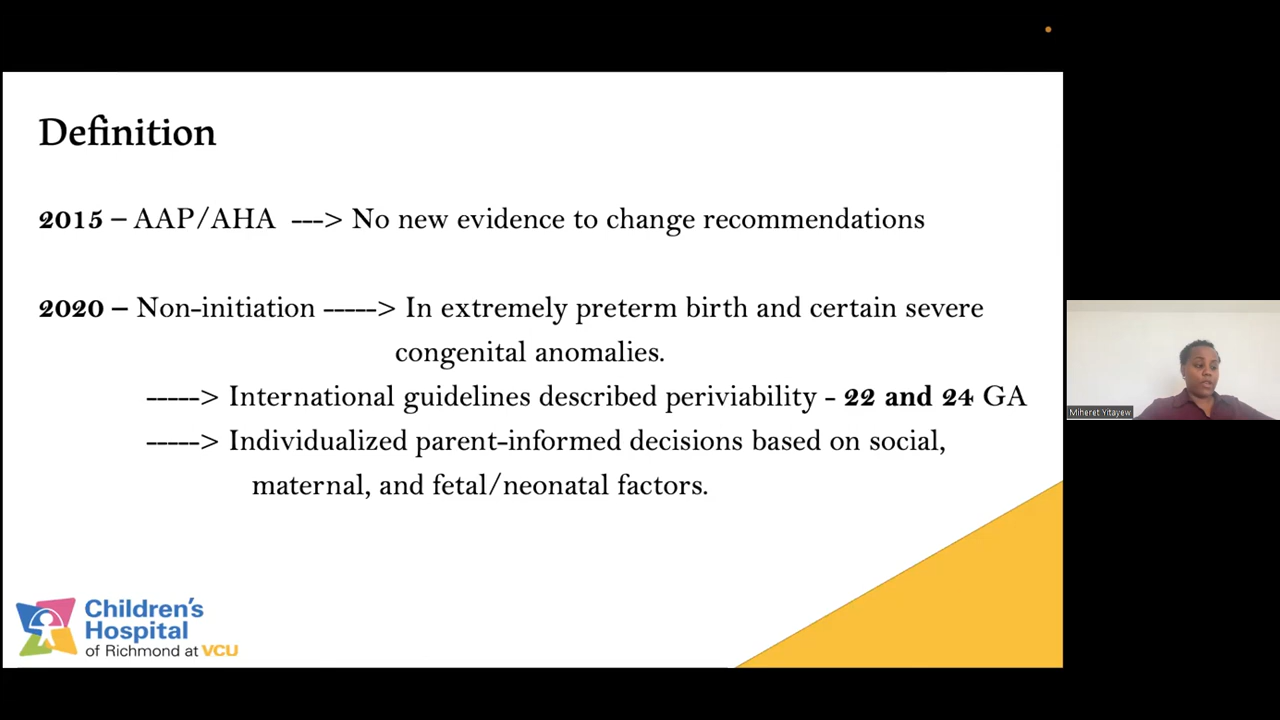 Definition
2015 – AAP/AHA ---> No new evidence to change recommendations
2020 – Non-initiation -----> In extremely preterm birth and certain severe
congenital anomalies.
-----> International guidelines described periviability - 22 and 24 GA
-----> Individualized parent-informed decisions based on social,
maternal, and fetal/neonatal factors.
Miheret Yitayew
Children's
Hospital
of Richmond at VCU